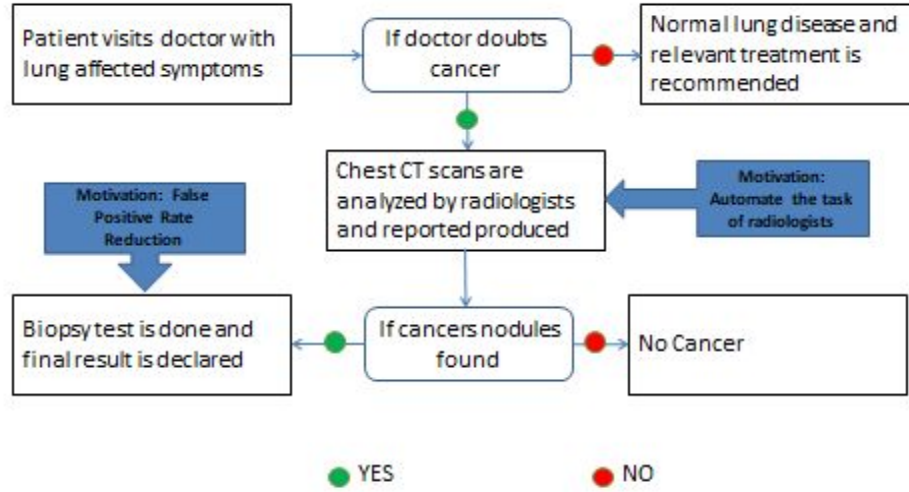 Patient visits doctor with
lung affected symptoms
If doctor doubts
cancer
Normal lung disease and
relevant treatment is
recommended
Chest CT scans are
analyzed by radiologists
and reported produced
Motivation:
Automate the task
of radiologists
Motivation: False
Positive Rate
Reduction
Biopsy test is done and
final result is declared
If cancers nodules
found
No Cancer
YES
NO